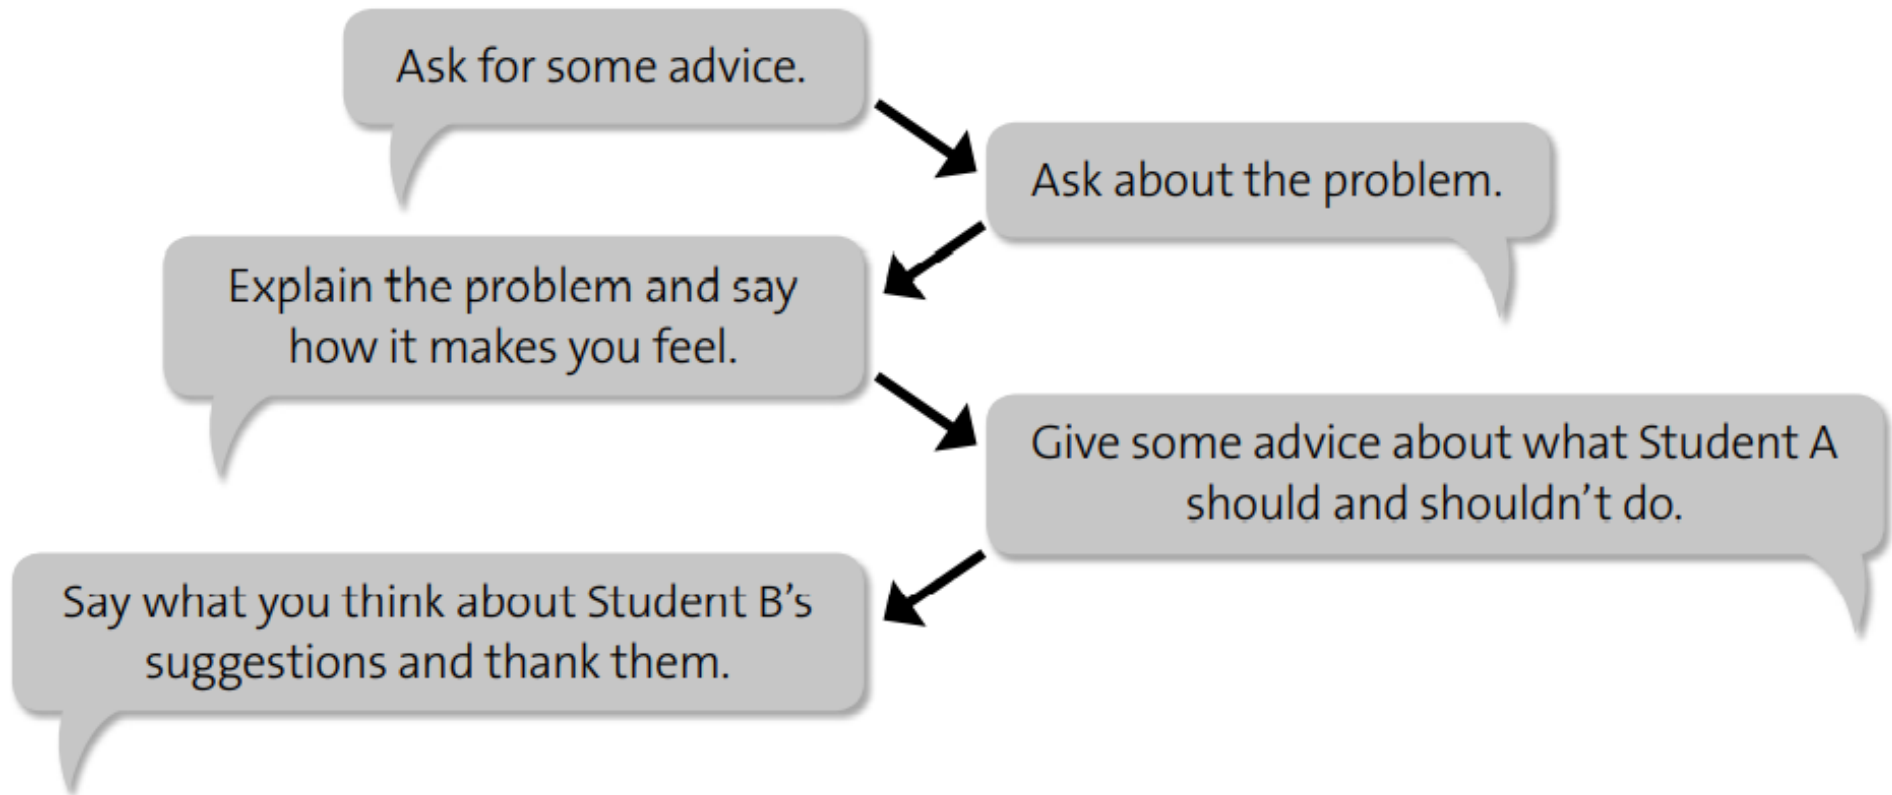 Ask for some advice.
Ask about the problem.
Explain the problem and say
how it makes you feel.
Give some advice about what Student A
should and shouldn't do.
Say what you think about Student B's
suggestions and thank them.